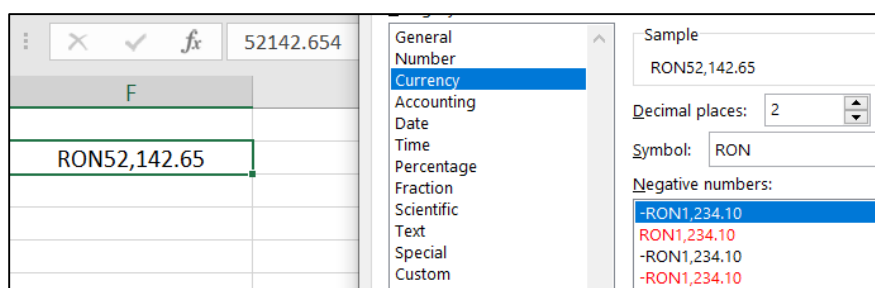 fx 52142.654
F
RON52,142.65
General
Number
Currency
Accounting
Date
Time
Percentage
Fraction
Scientific
Text
Special
Custom
Sample
RON52,142.65
Decimal places: 2
Symbol: RON
Negative numbers:
-RON1,234.10
RON1,234.10
-RON1,234.10
-RON1,234.10